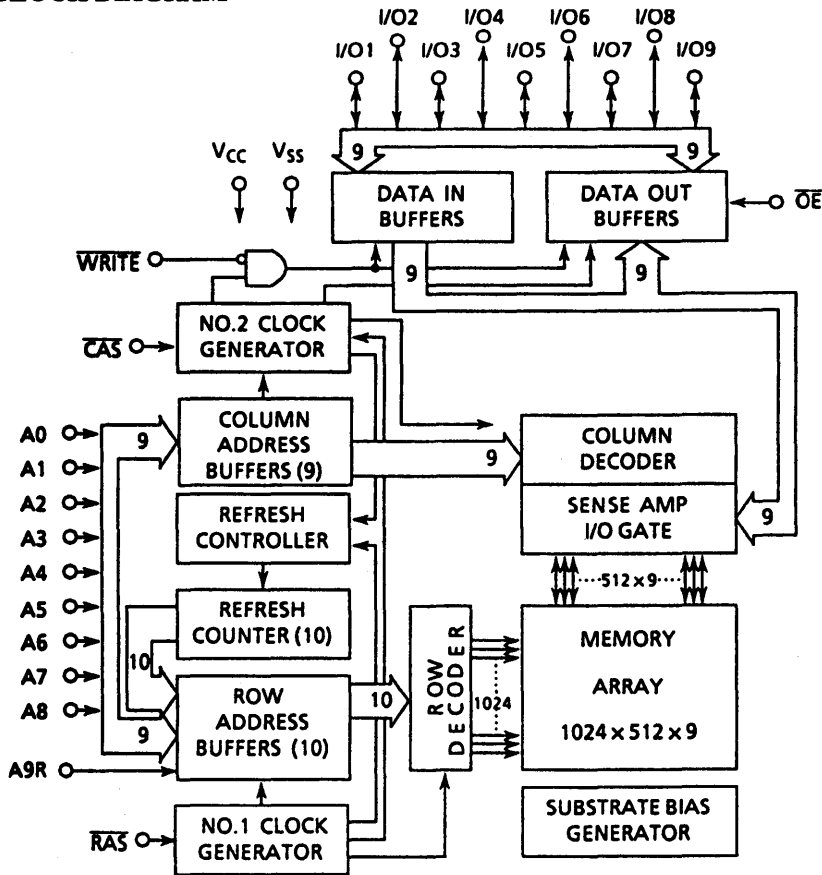 I/O2 I/O4 I/O6 I/O8
I/O1 I/O3 I/O5 I/O7 I/O9
VCC VSS
9 9
DATA IN
BUFFERS
DATA OUT
BUFFERS
OE
WRITE
9 9
NO.2 CLOCK
GENERATOR
CAS
COLUMN
ADDRESS
BUFFERS (9)
9
9
COLUMN
DECODER
SENSE AMP
I/O GATE
9
REFRESH
CONTROLLER
512 x 9
REFRESH
COUNTER (10)
10
ROW
ADDRESS
BUFFERS (10)
9
10
ROW
DECODER
1024
MEMORY
ARRAY
1024 x 512 x 9
A0
A1
A2
A3
A4
A5
A6
A7
A8
A9R
RAS
NO.1 CLOCK
GENERATOR
SUBSTRATE BIAS
GENERATOR